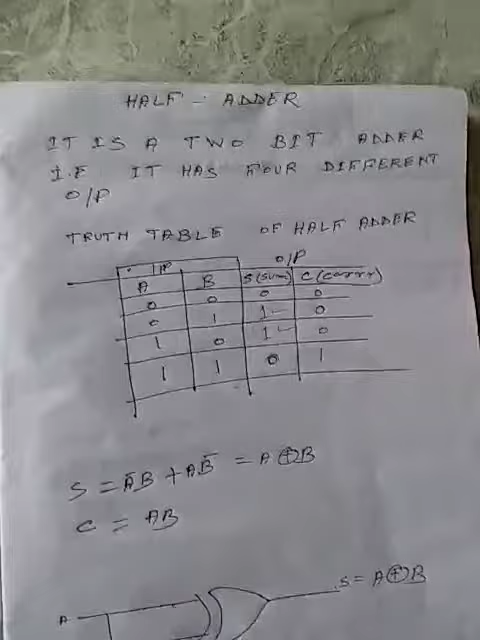 HALF - ADDER
IT IS A TWO BIT ADDER
I.E IT HAS FOUR DIFFERENT
O/P
TRUTH TABLE OF HALF ADDER
I/P O/P
A B S(sum) C(carry)
0 0 0 0
0 1 1 0
1 0 1 0
1 1 0 1
S = A̅B + AB̅ = A⊕B
C = AB
S = A⊕B
A